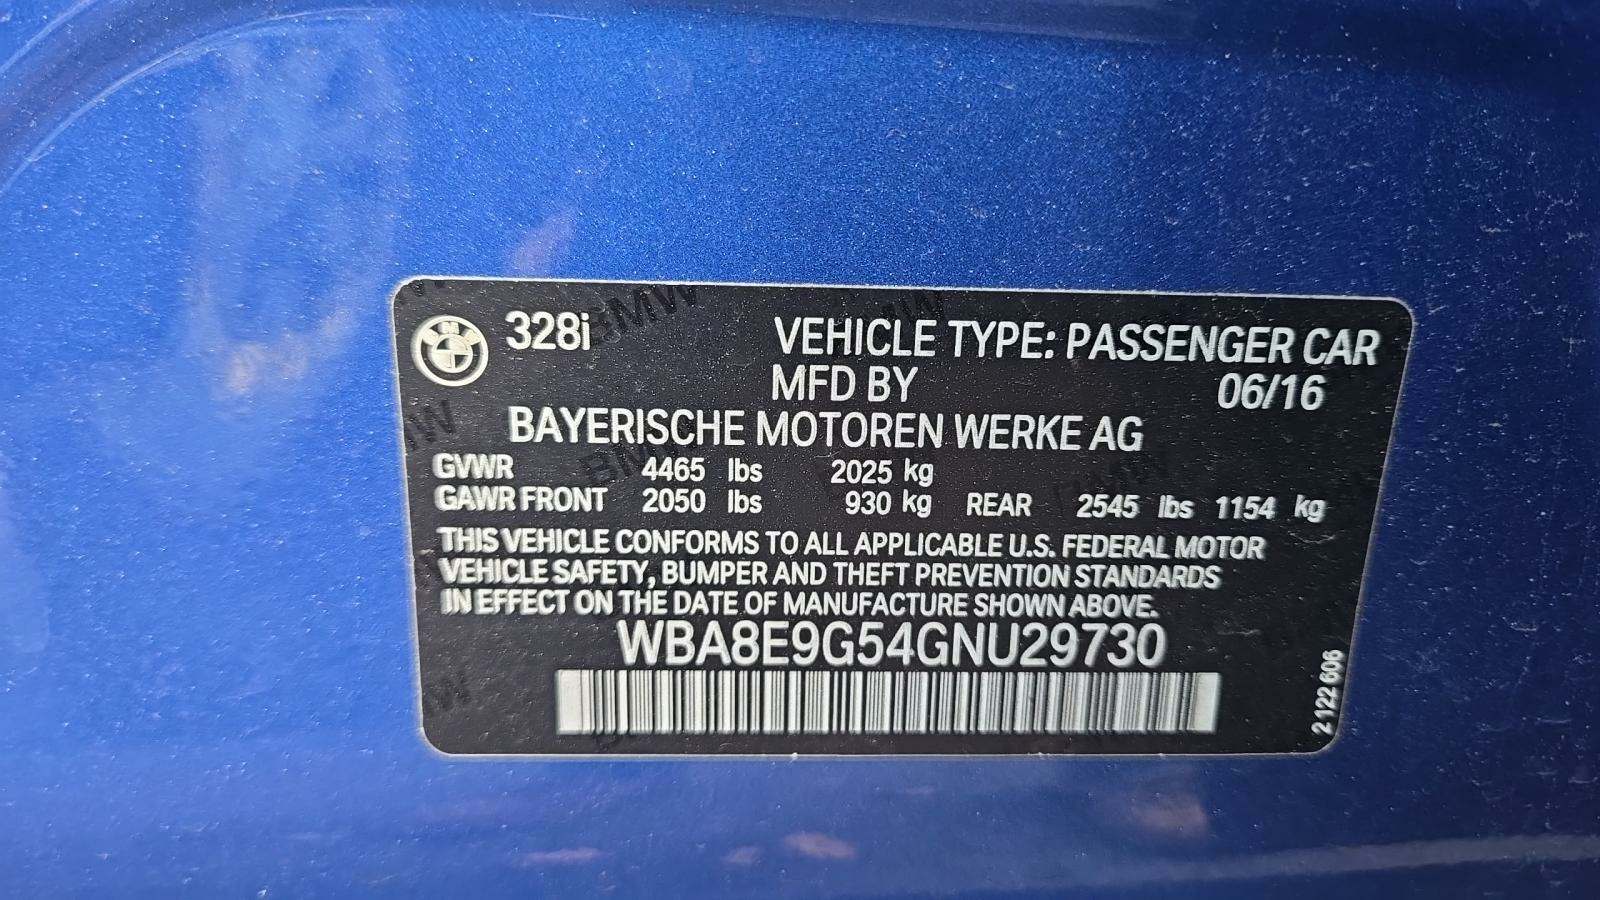 328i VEHICLE TYPE: PASSENGER CAR
MFD BY 06/16
BAYERISCHE MOTOREN WERKE AG
GVWR 4465 lbs 2025 kg
GAWR FRONT 2050 lbs 930 kg REAR 2545 lbs 1154 kg
THIS VEHICLE CONFORMS TO ALL APPLICABLE U.S. FEDERAL MOTOR
VEHICLE SAFETY, BUMPER AND THEFT PREVENTION STANDARDS
IN EFFECT ON THE DATE OF MANUFACTURE SHOWN ABOVE.
WBA8E9G54GNU29730
2 122 606